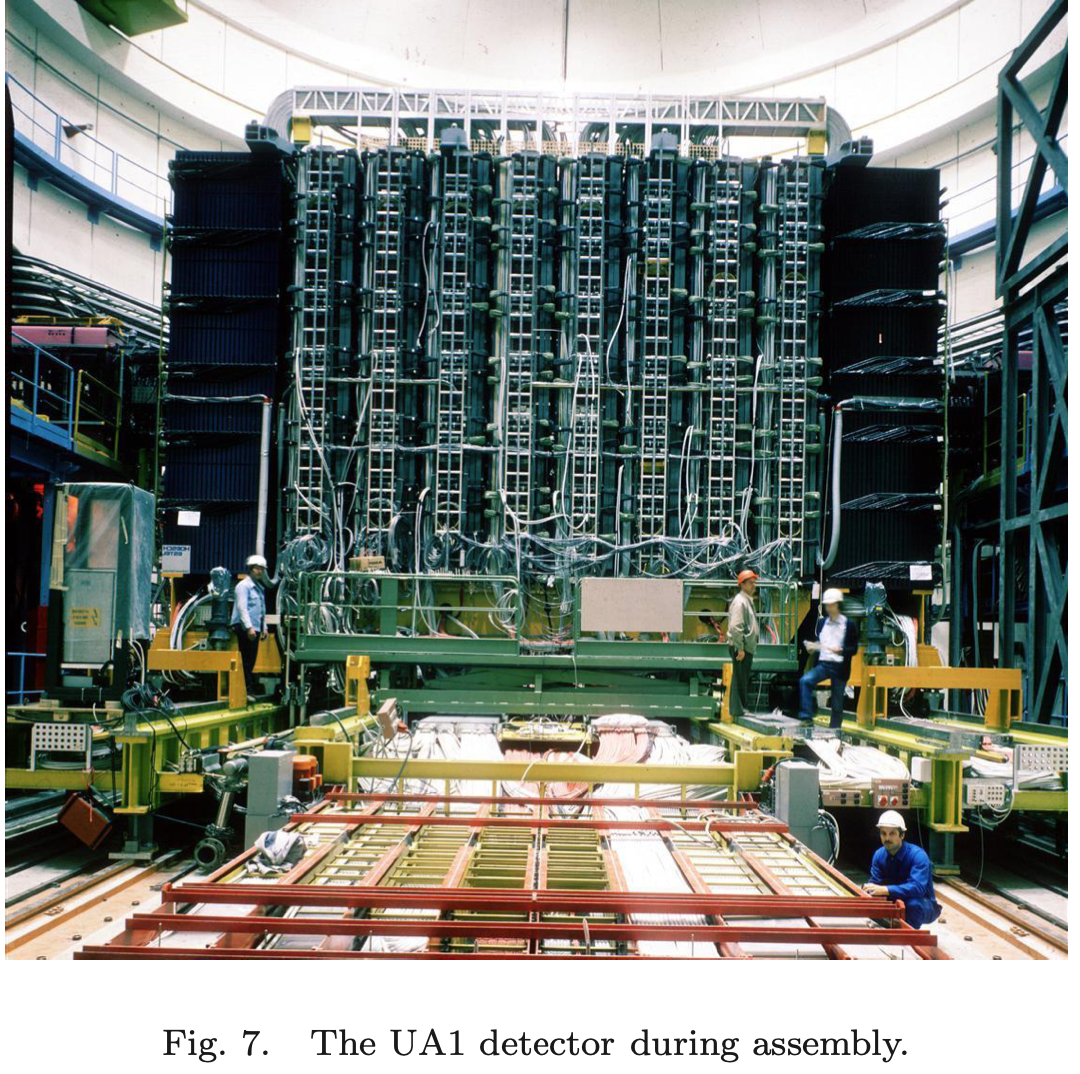 Fig. 7. The UA1 detector during assembly.